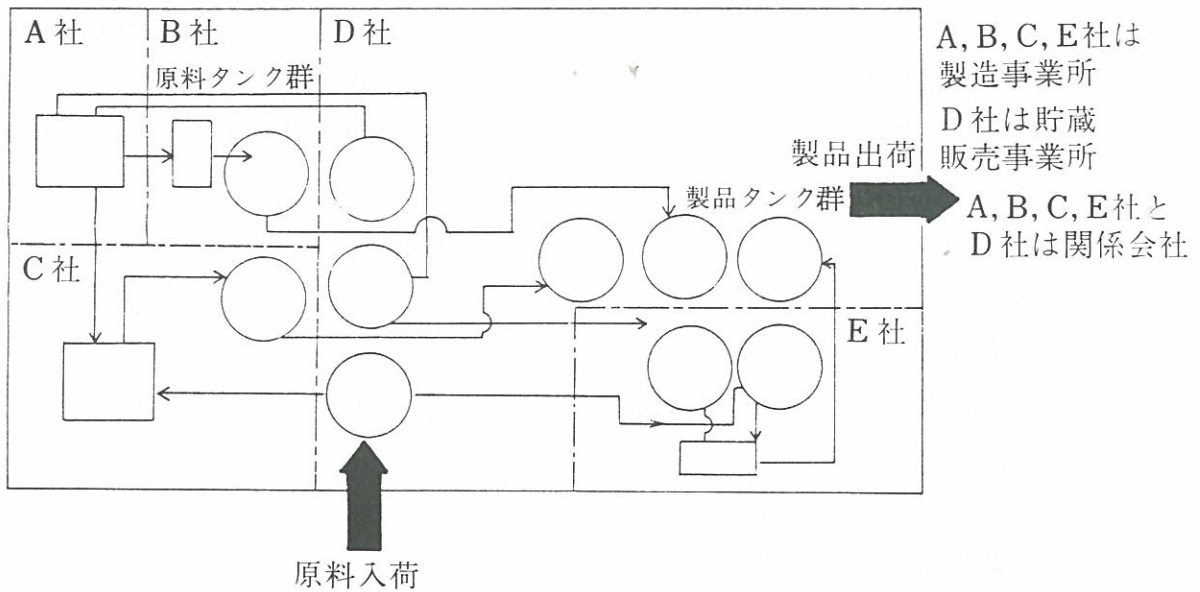 A社
B社
D社
原料タンク群
製品出荷
製品タンク群
C社
E社
原料入荷
A, B, C, E社は
製造事業所
D社は貯蔵
販売事業所
A, B, C, E社と
D社は関係会社